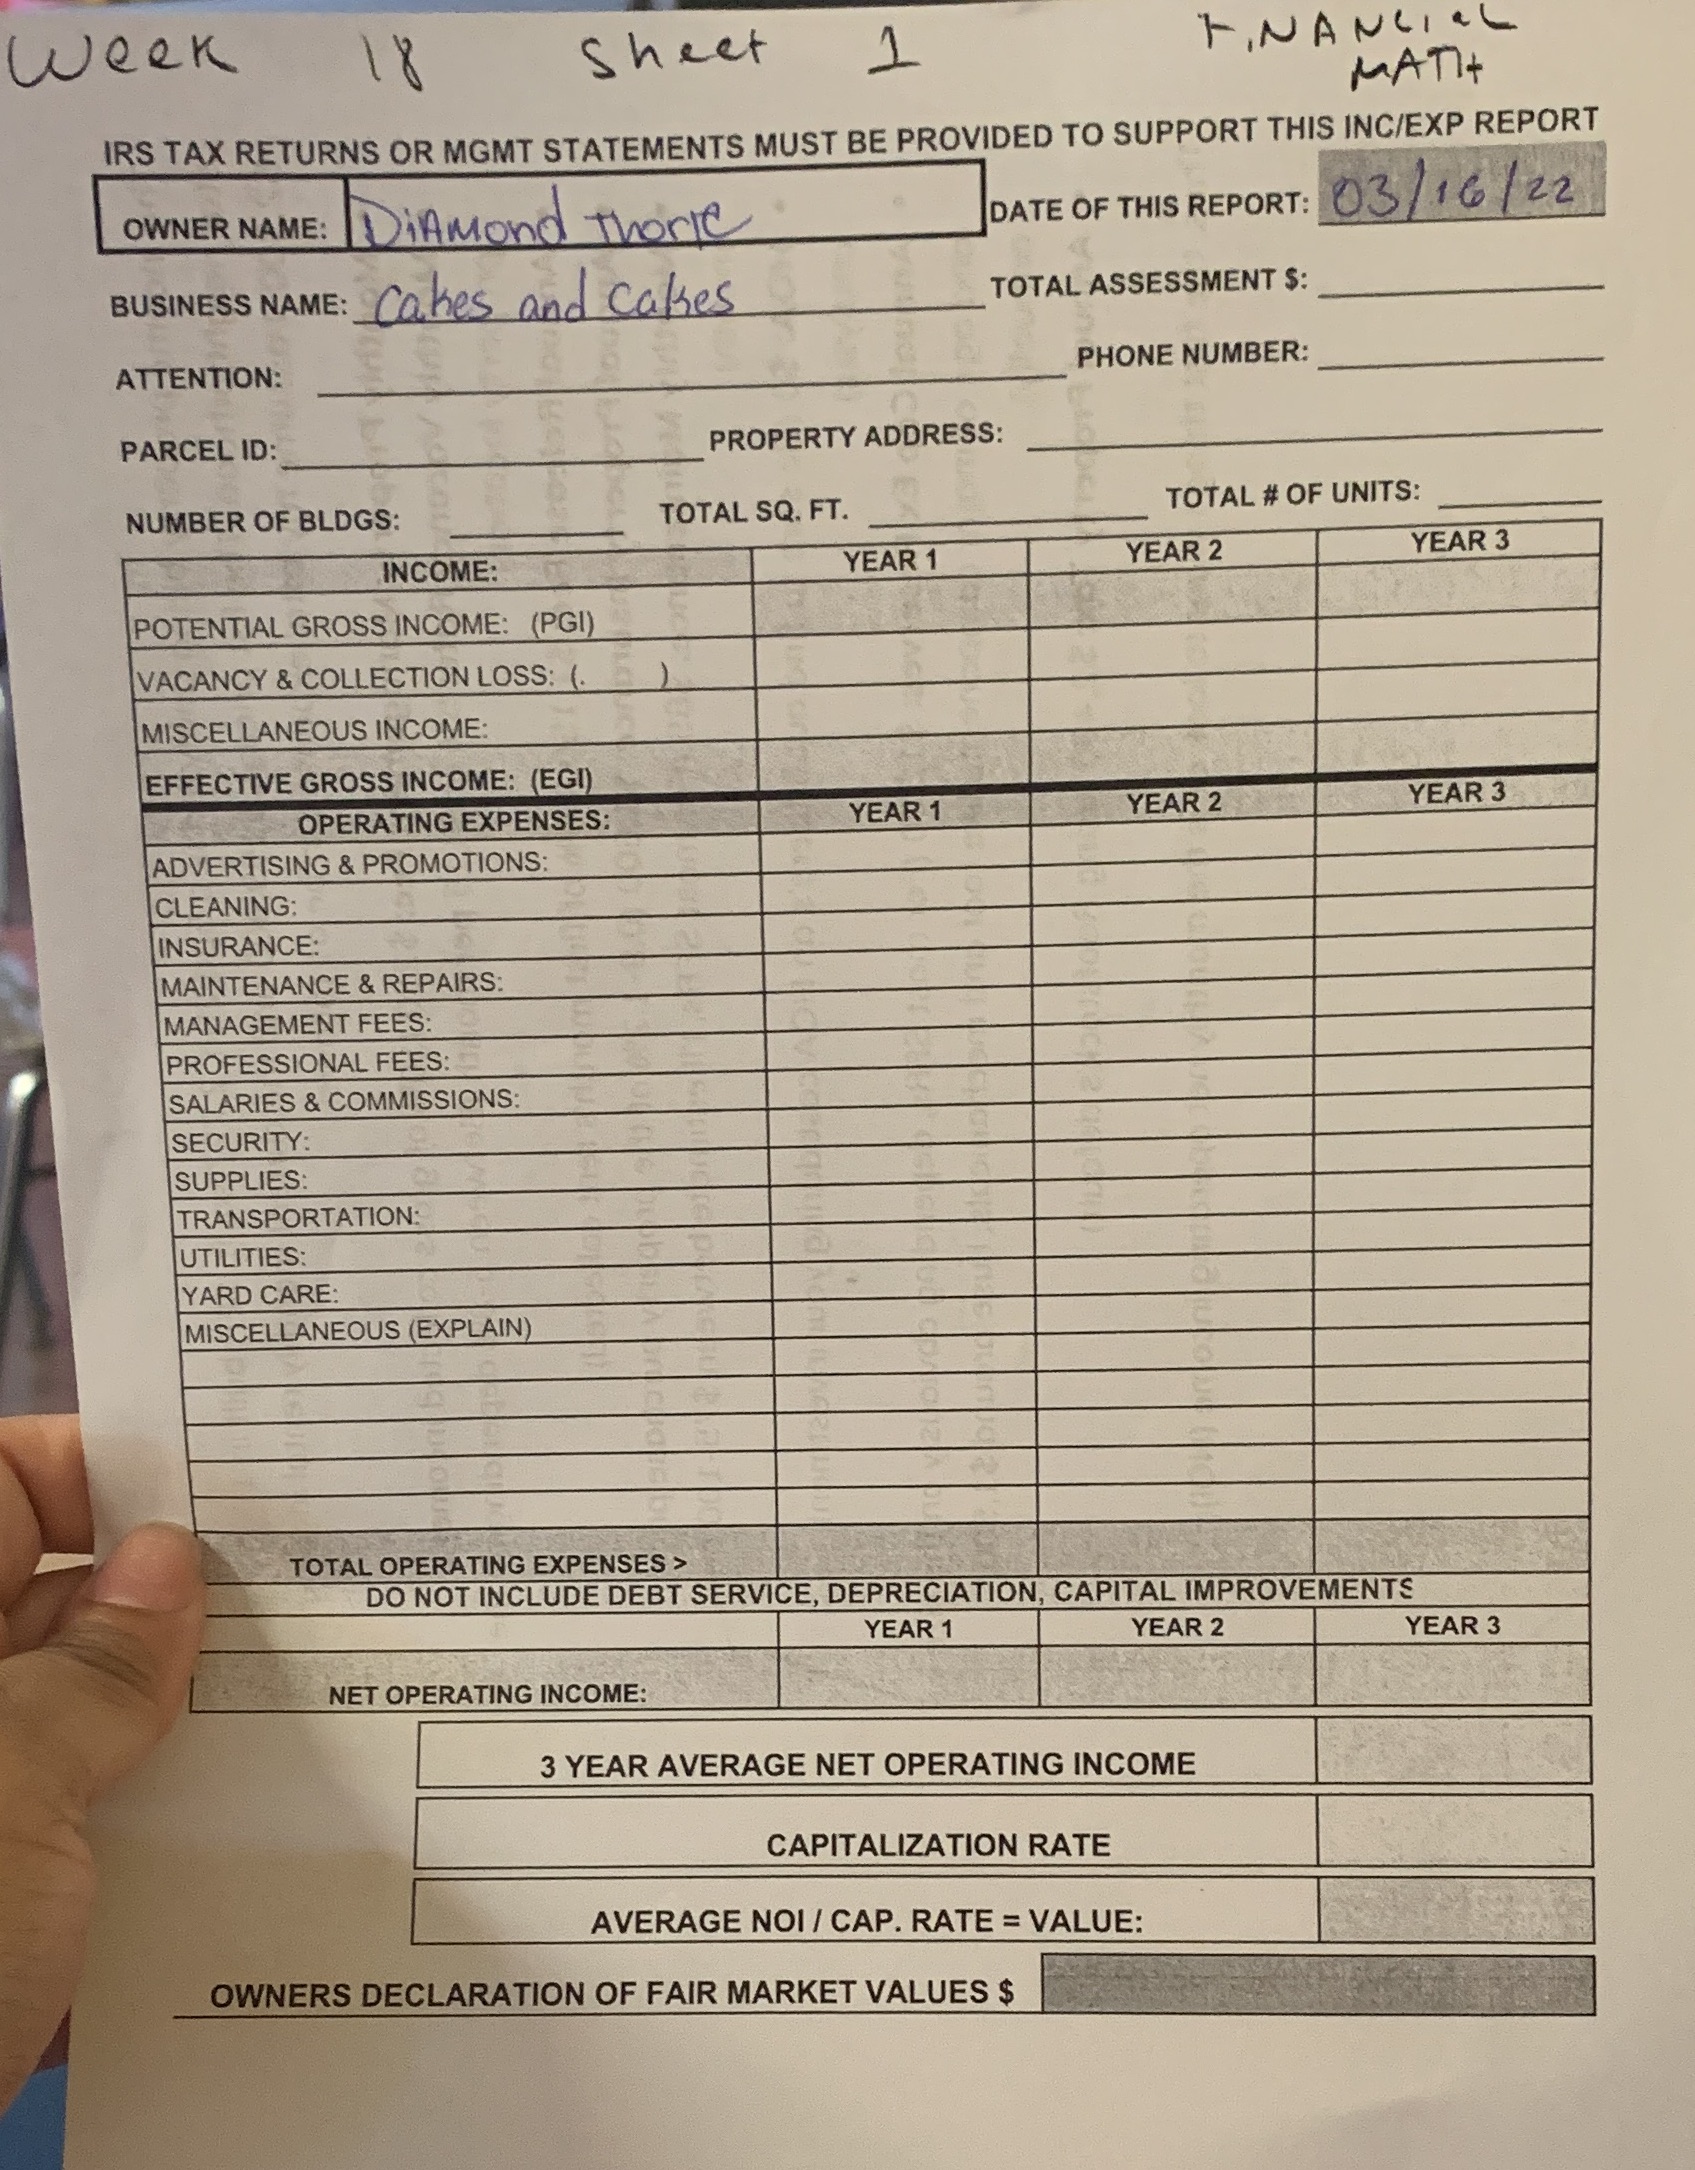 Week 18 Sheet 1 FINANCIAL
MATH
IRS TAX RETURNS OR MGMT STATEMENTS MUST BE PROVIDED TO SUPPORT THIS INC/EXP REPORT
OWNER NAME: Diamond Thorpe DATE OF THIS REPORT: 03/16/22
BUSINESS NAME: Cakes and Cakes TOTAL ASSESSMENT $:
ATTENTION: PHONE NUMBER:
PARCEL ID: PROPERTY ADDRESS:
NUMBER OF BLDGS: TOTAL SQ. FT. TOTAL # OF UNITS:
INCOME: YEAR 1 YEAR 2 YEAR 3
POTENTIAL GROSS INCOME: (PGI)
VACANCY & COLLECTION LOSS: (. )
MISCELLANEOUS INCOME:
EFFECTIVE GROSS INCOME: (EGI)
OPERATING EXPENSES: YEAR 1 YEAR 2 YEAR 3
ADVERTISING & PROMOTIONS:
CLEANING:
INSURANCE:
MAINTENANCE & REPAIRS:
MANAGEMENT FEES:
PROFESSIONAL FEES:
SALARIES & COMMISSIONS:
SECURITY:
SUPPLIES:
TRANSPORTATION:
UTILITIES:
YARD CARE:
MISCELLANEOUS (EXPLAIN)
TOTAL OPERATING EXPENSES >
DO NOT INCLUDE DEBT SERVICE, DEPRECIATION, CAPITAL IMPROVEMENTS
YEAR 1 YEAR 2 YEAR 3
NET OPERATING INCOME:
3 YEAR AVERAGE NET OPERATING INCOME
CAPITALIZATION RATE
AVERAGE NOI / CAP. RATE = VALUE:
OWNERS DECLARATION OF FAIR MARKET VALUES $